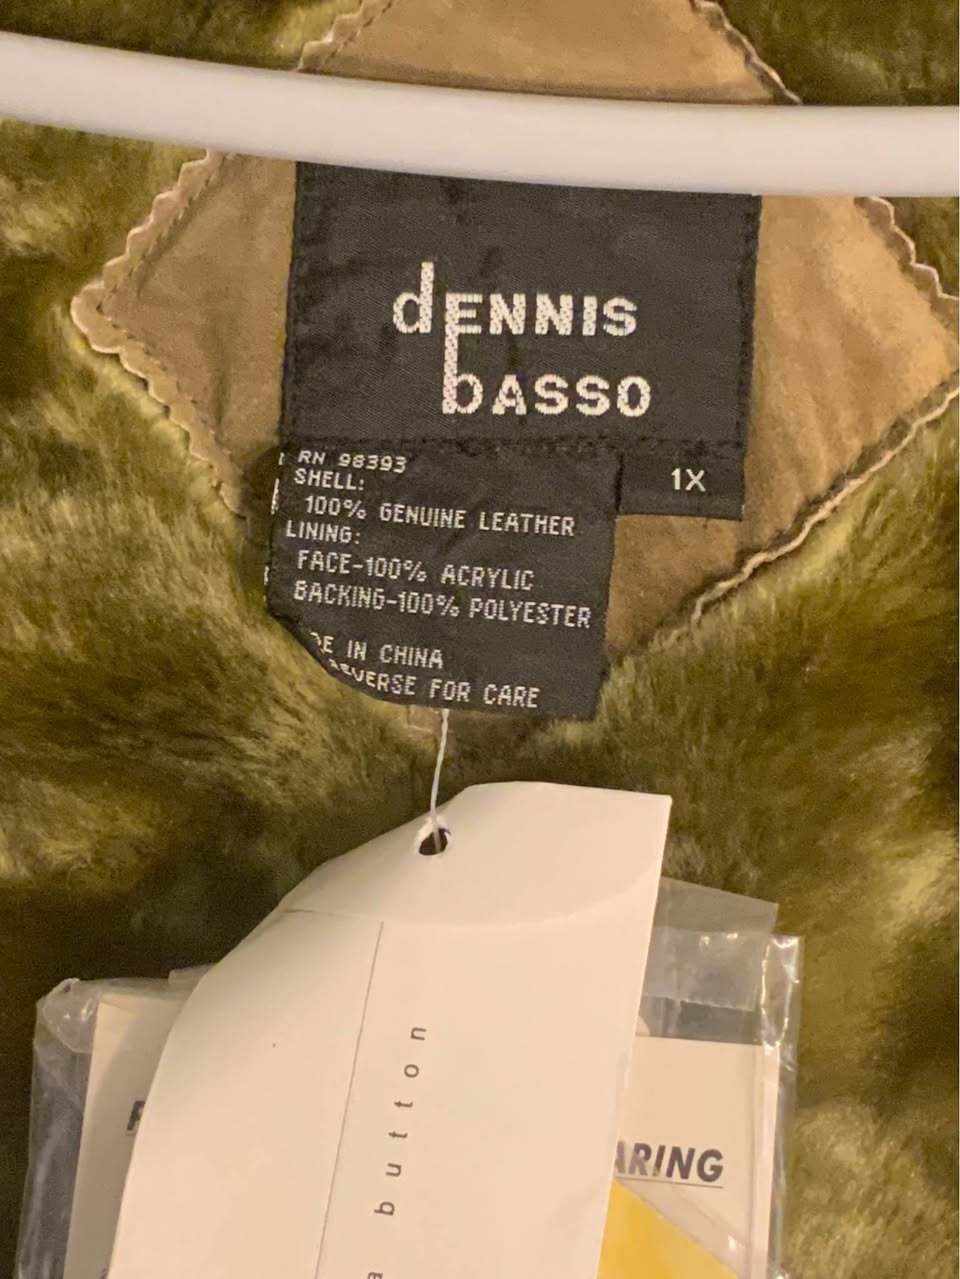 dENNIS
bASSO
1X
RN 98393
SHELL:
100% GENUINE LEATHER
LINING:
FACE-100% ACRYLIC
BACKING-100% POLYESTER
IN CHINA
REVERSE FOR CARE
button